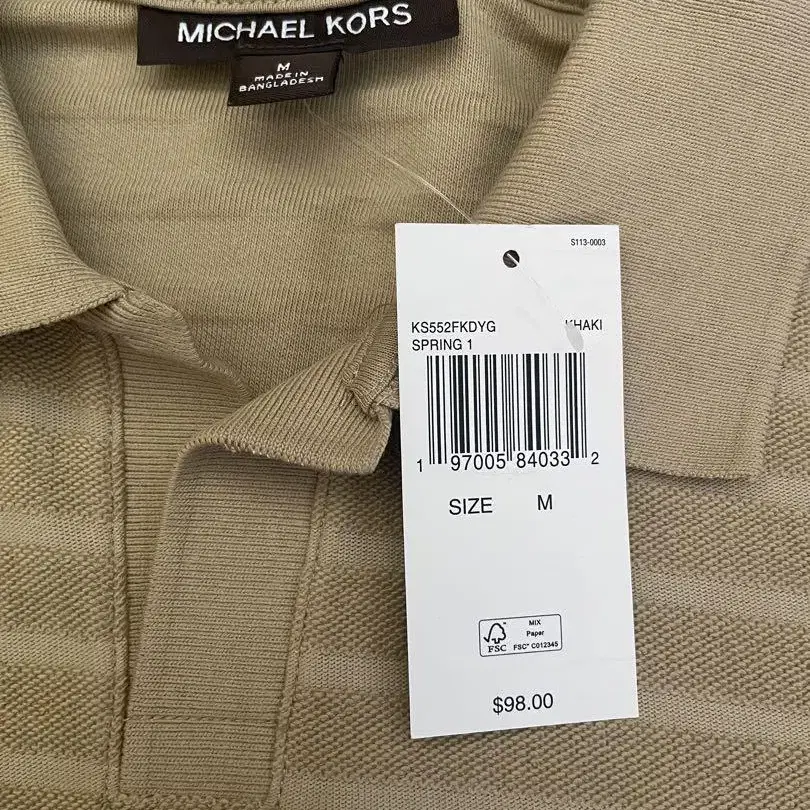 MICHAEL KORS
M
MADE IN
BANGLADESH
S113-0003
KS552FKDYG KHAKI
SPRING 1
1 97005 84033 2
SIZE M
MIX
Paper
FSC FSC™ C012345
$98.00